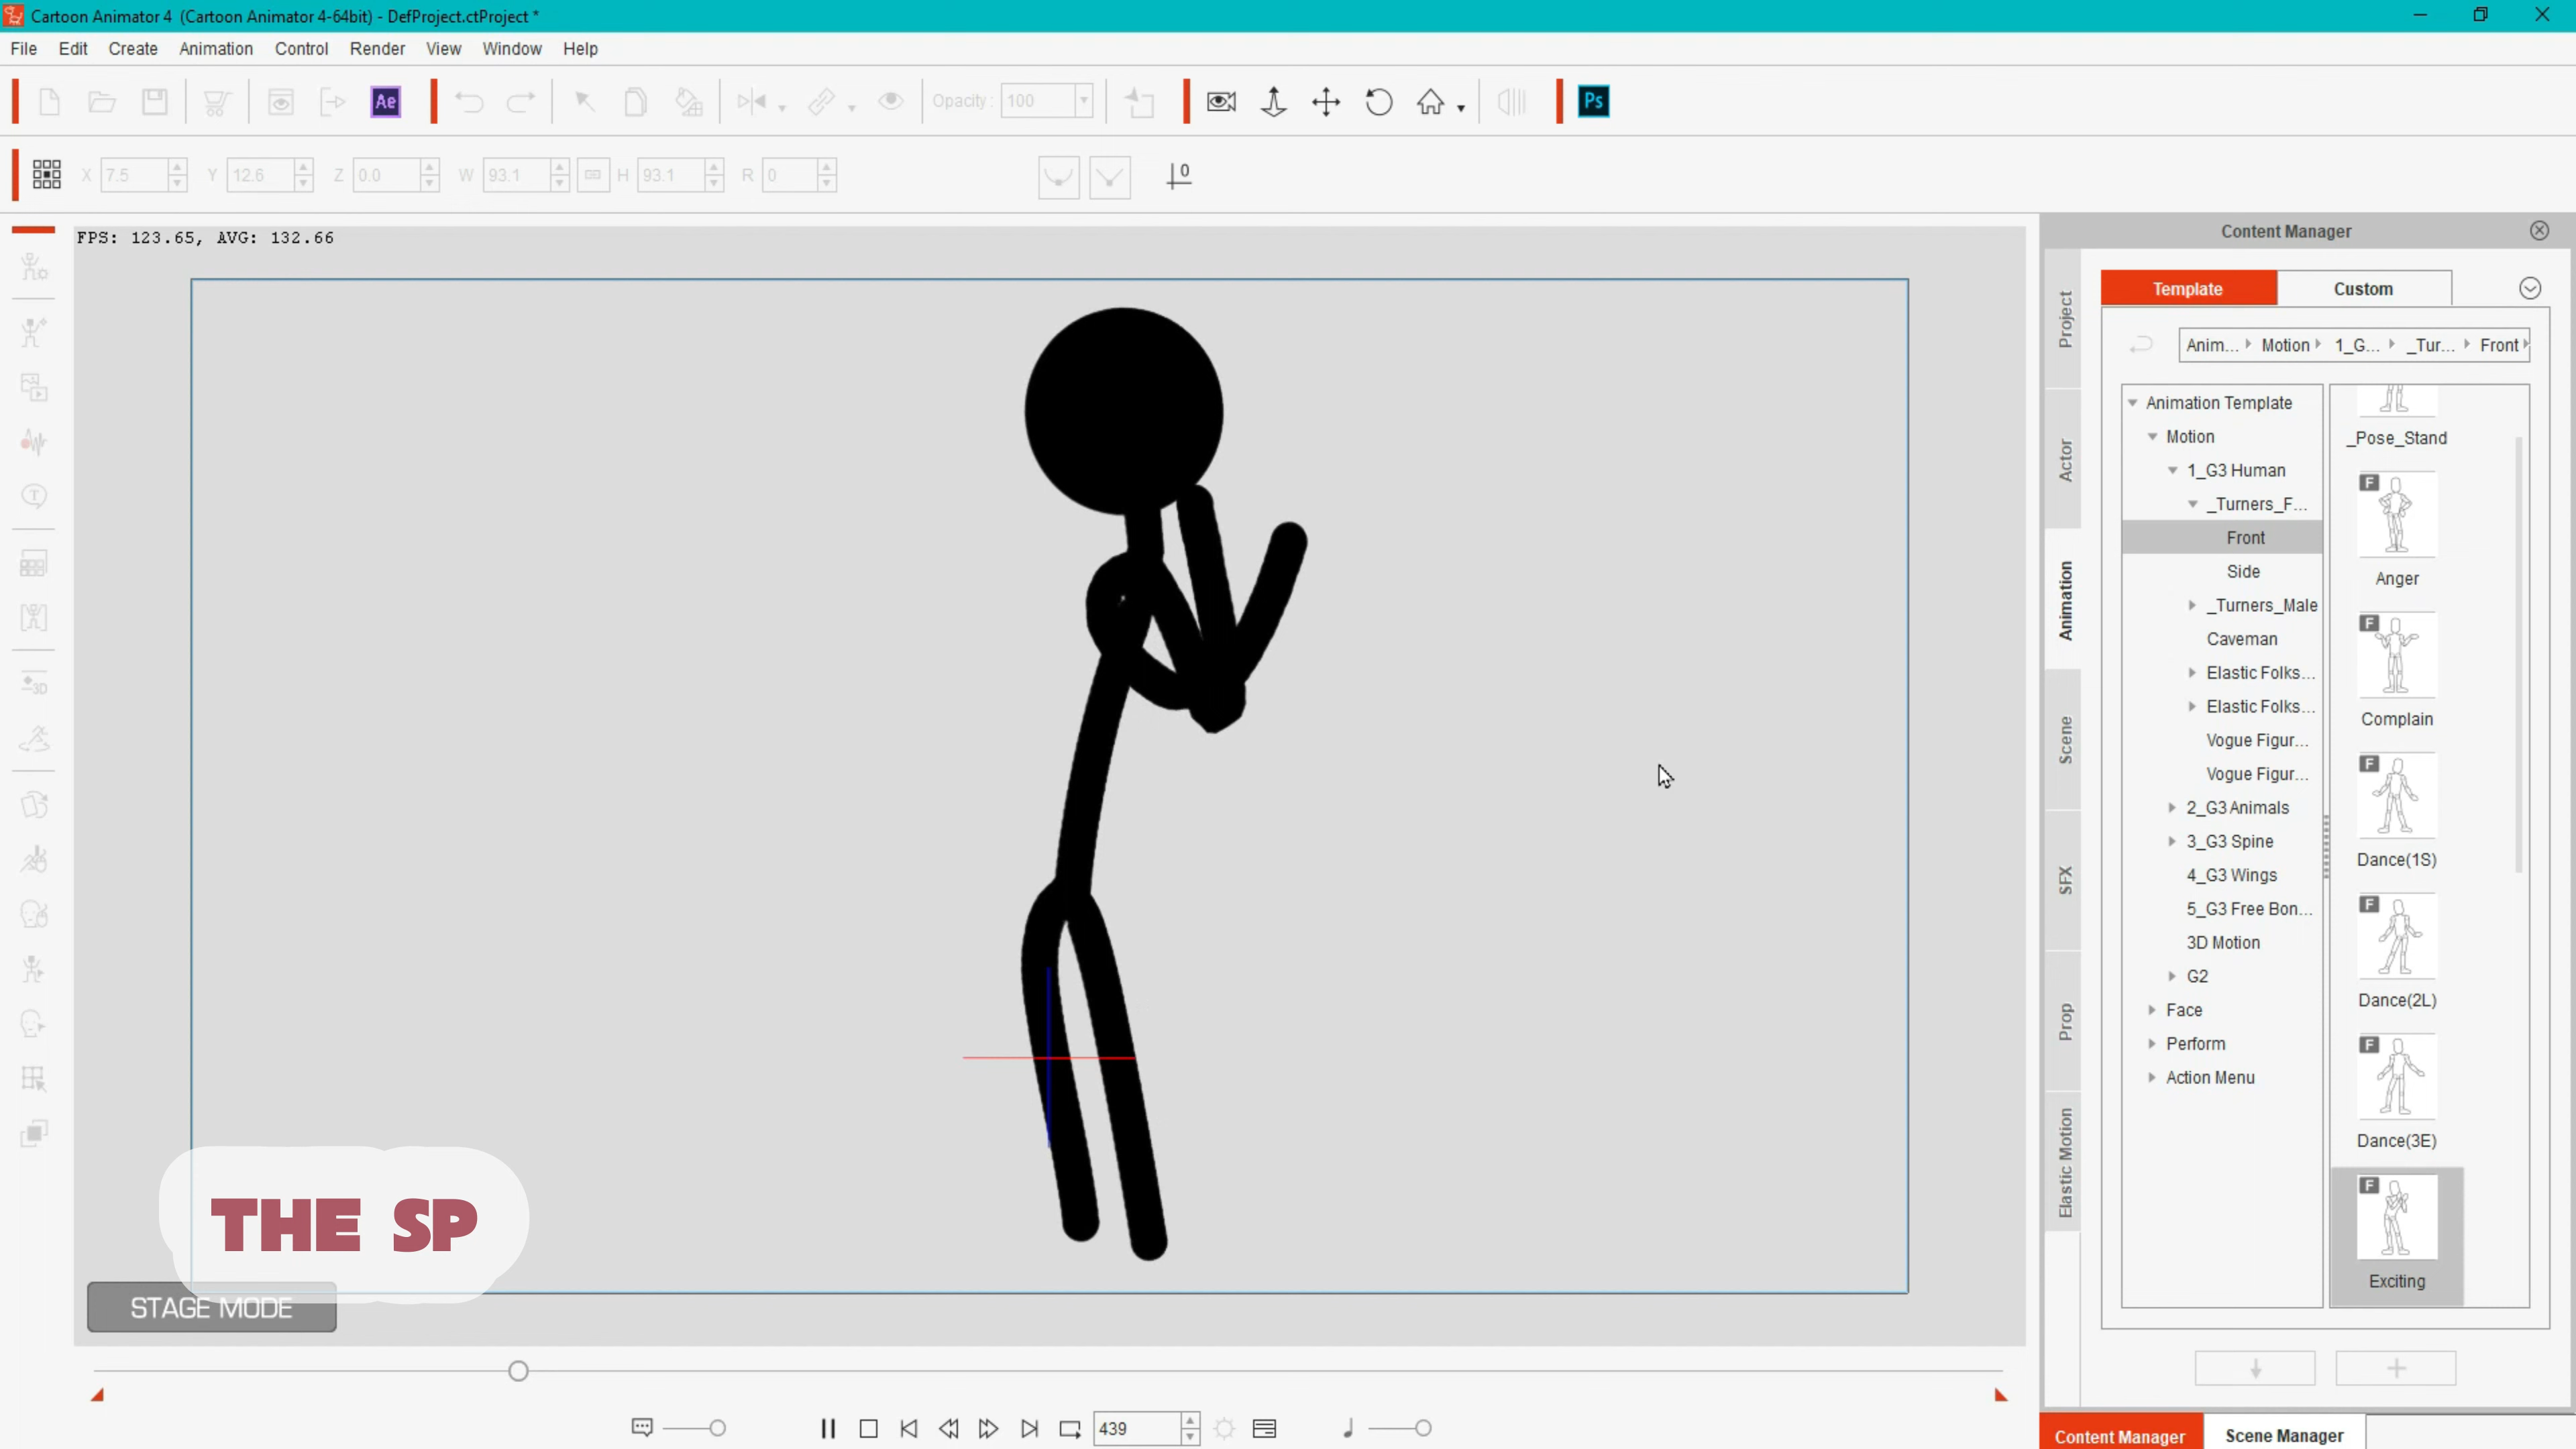 Cartoon Animator 4 (Cartoon Animator 4-64bit) - DefProject.ctProject *
File Edit Create Animation Control Render View Window Help
Ae
Opacity : 100
Ps
X 7.5 Y 12.6 Z 0.0 W 93.1 H 93.1 R 0
0
FPS: 123.65, AVG: 132.66
Content Manager
Template Custom
Anim... Motion 1_G... _Tur... Front
Project
Actor
Animation
Scene
SFX
Prop
Elastic Motion
Animation Template
Motion
1_G3 Human
_Turners_F...
Front
Side
_Turners_Male
Caveman
Elastic Folks...
Elastic Folks...
Vogue Figur...
Vogue Figur...
2_G3 Animals
3_G3 Spine
4_G3 Wings
5_G3 Free Bon...
3D Motion
G2
Face
Perform
Action Menu
_Pose_Stand
F
Anger
F
Complain
F
Dance(1S)
F
Dance(2L)
F
Dance(3E)
F
Exciting
T
3D
THE SP
STAGE MODE
439
Content Manager Scene Manager